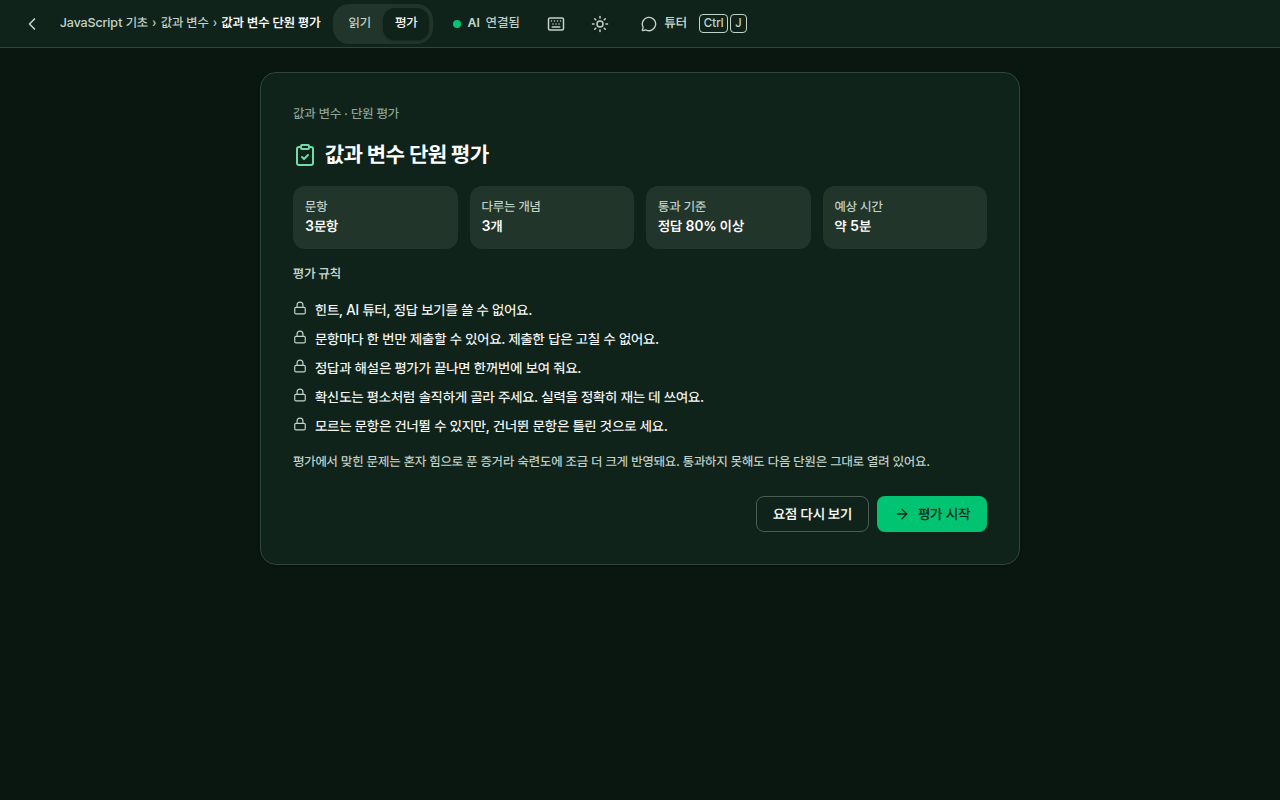 JavaScript 기초 › 값과 변수 › 값과 변수 단원 평가 읽기 평가 AI 연결됨 튜터 Ctrl J
값과 변수 · 단원 평가
값과 변수 단원 평가
문항 다루는 개념 통과 기준 예상 시간
3문항 3개 정답 80% 이상 약 5분
평가 규칙
힌트, AI 튜터, 정답 보기를 쓸 수 없어요.
문항마다 한 번만 제출할 수 있어요. 제출한 답은 고칠 수 없어요.
정답과 해설은 평가가 끝나면 한꺼번에 보여 줘요.
확신도는 평소처럼 솔직하게 골라 주세요. 실력을 정확히 재는 데 쓰여요.
모르는 문항은 건너뛸 수 있지만, 건너뛴 문항은 틀린 것으로 세요.
평가에서 맞힌 문제는 혼자 힘으로 푼 증거라 숙련도에 조금 더 크게 반영돼요. 통과하지 못해도 다음 단원은 그대로 열려 있어요.
요점 다시 보기 평가 시작